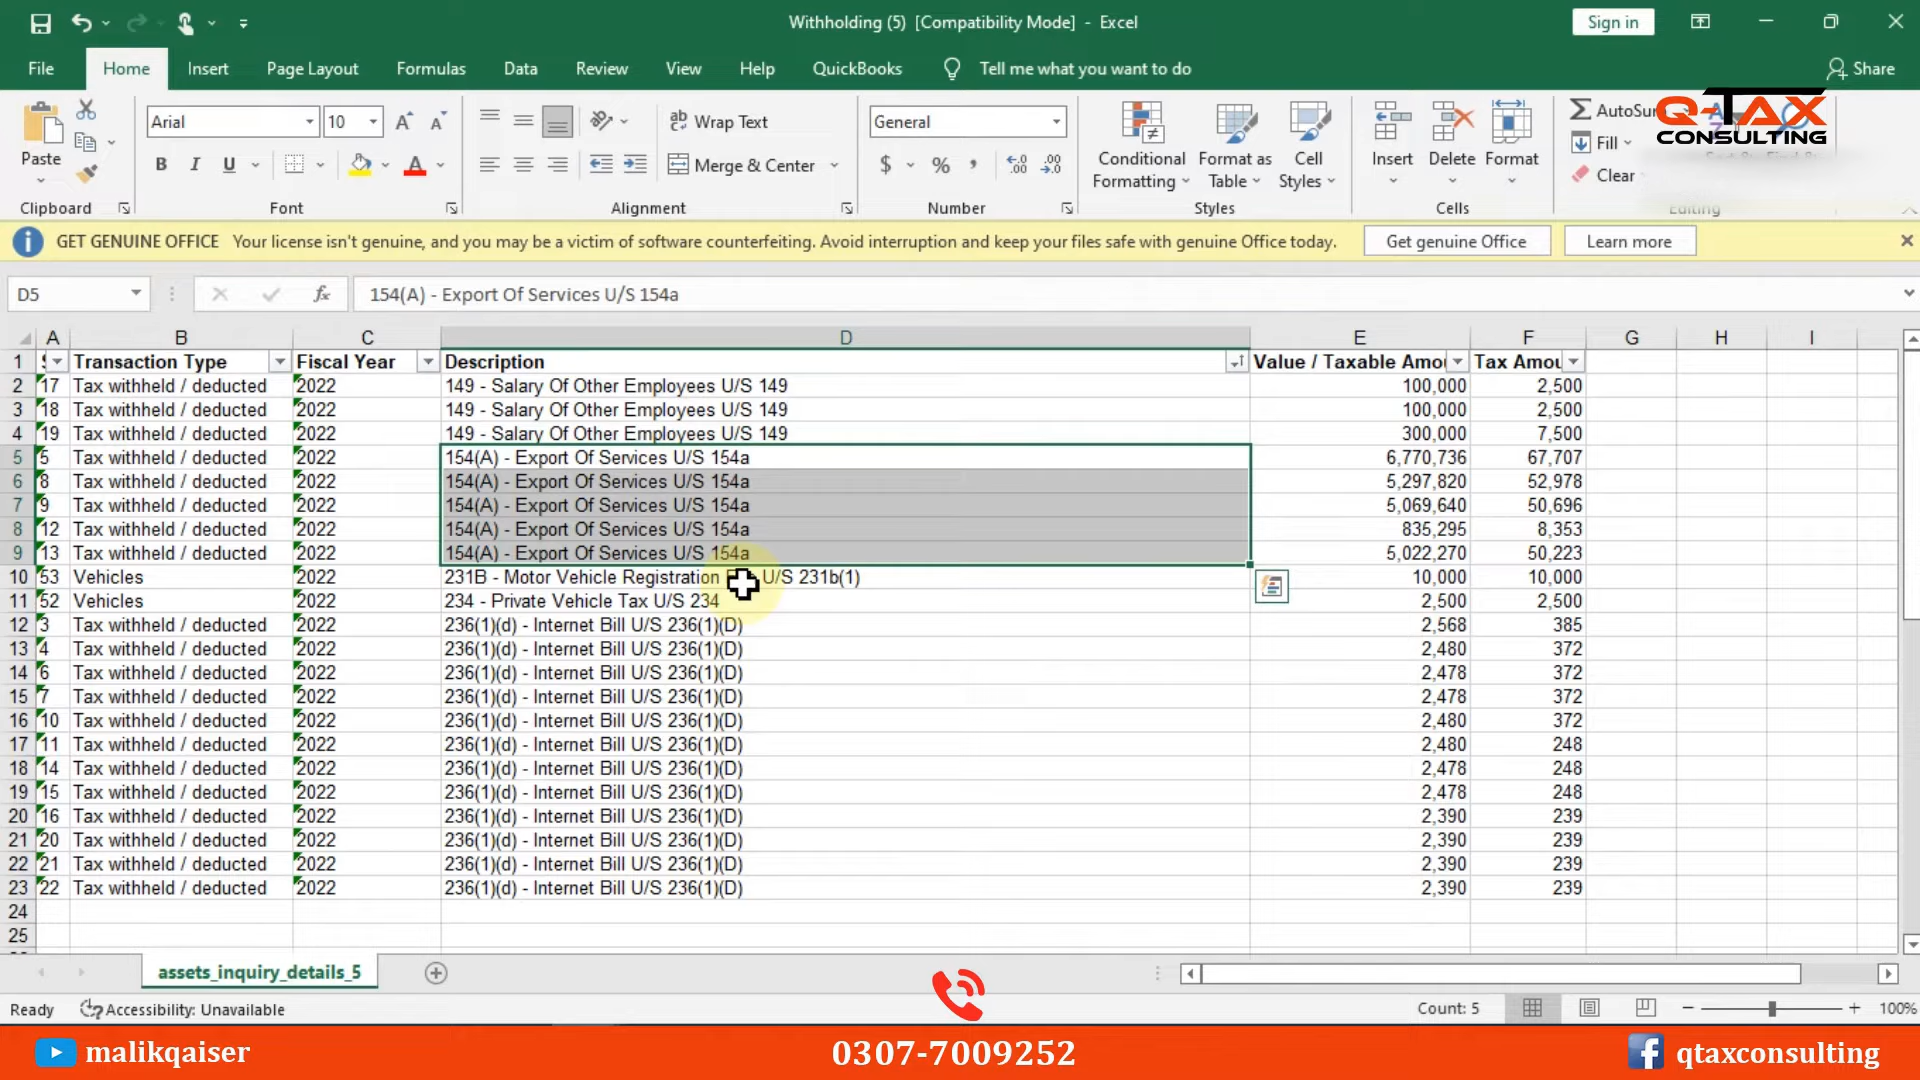 Withholding (5) [Compatibility Mode] - Excel
Sign in
File Home Insert Page Layout Formulas Data Review View Help QuickBooks Tell me what you want to do Share
Q-TAX
CONSULTING
Paste
Clipboard
Arial 10
B I U
Font
Wrap Text
Merge & Center
Alignment
General
$ % ,
Number
Conditional Formatting
Format as Table
Cell Styles
Styles
Insert Delete Format
Cells
AutoSum
Fill
Clear
Editing
GET GENUINE OFFICE Your license isn't genuine, and you may be a victim of software counterfeiting. Avoid interruption and keep your files safe with genuine Office today. Get genuine Office Learn more
D5 fx 154(A) - Export Of Services U/S 154a
A B C D E F G H I
1 Transaction Type Fiscal Year Description Value / Taxable Amou Tax Amou
2 17 Tax withheld / deducted 2022 149 - Salary Of Other Employees U/S 149 100,000 2,500
3 18 Tax withheld / deducted 2022 149 - Salary Of Other Employees U/S 149 100,000 2,500
4 19 Tax withheld / deducted 2022 149 - Salary Of Other Employees U/S 149 300,000 7,500
5 5 Tax withheld / deducted 2022 154(A) - Export Of Services U/S 154a 6,770,736 67,707
6 8 Tax withheld / deducted 2022 154(A) - Export Of Services U/S 154a 5,297,820 52,978
7 9 Tax withheld / deducted 2022 154(A) - Export Of Services U/S 154a 5,069,640 50,696
8 12 Tax withheld / deducted 2022 154(A) - Export Of Services U/S 154a 835,295 8,353
9 13 Tax withheld / deducted 2022 154(A) - Export Of Services U/S 154a 5,022,270 50,223
10 53 Vehicles 2022 231B - Motor Vehicle Registration U/S 231b(1) 10,000 10,000
11 52 Vehicles 2022 234 - Private Vehicle Tax U/S 234 2,500 2,500
12 3 Tax withheld / deducted 2022 236(1)(d) - Internet Bill U/S 236(1)(D) 2,568 385
13 4 Tax withheld / deducted 2022 236(1)(d) - Internet Bill U/S 236(1)(D) 2,480 372
14 6 Tax withheld / deducted 2022 236(1)(d) - Internet Bill U/S 236(1)(D) 2,478 372
15 7 Tax withheld / deducted 2022 236(1)(d) - Internet Bill U/S 236(1)(D) 2,478 372
16 10 Tax withheld / deducted 2022 236(1)(d) - Internet Bill U/S 236(1)(D) 2,480 372
17 11 Tax withheld / deducted 2022 236(1)(d) - Internet Bill U/S 236(1)(D) 2,480 248
18 14 Tax withheld / deducted 2022 236(1)(d) - Internet Bill U/S 236(1)(D) 2,478 248
19 15 Tax withheld / deducted 2022 236(1)(d) - Internet Bill U/S 236(1)(D) 2,478 248
20 16 Tax withheld / deducted 2022 236(1)(d) - Internet Bill U/S 236(1)(D) 2,390 239
21 20 Tax withheld / deducted 2022 236(1)(d) - Internet Bill U/S 236(1)(D) 2,390 239
22 21 Tax withheld / deducted 2022 236(1)(d) - Internet Bill U/S 236(1)(D) 2,390 239
23 22 Tax withheld / deducted 2022 236(1)(d) - Internet Bill U/S 236(1)(D) 2,390 239
24
25
assets_inquiry_details_5
Ready Accessibility: Unavailable Count: 5 100%
malikqaiser 0307-7009252 qtaxconsulting